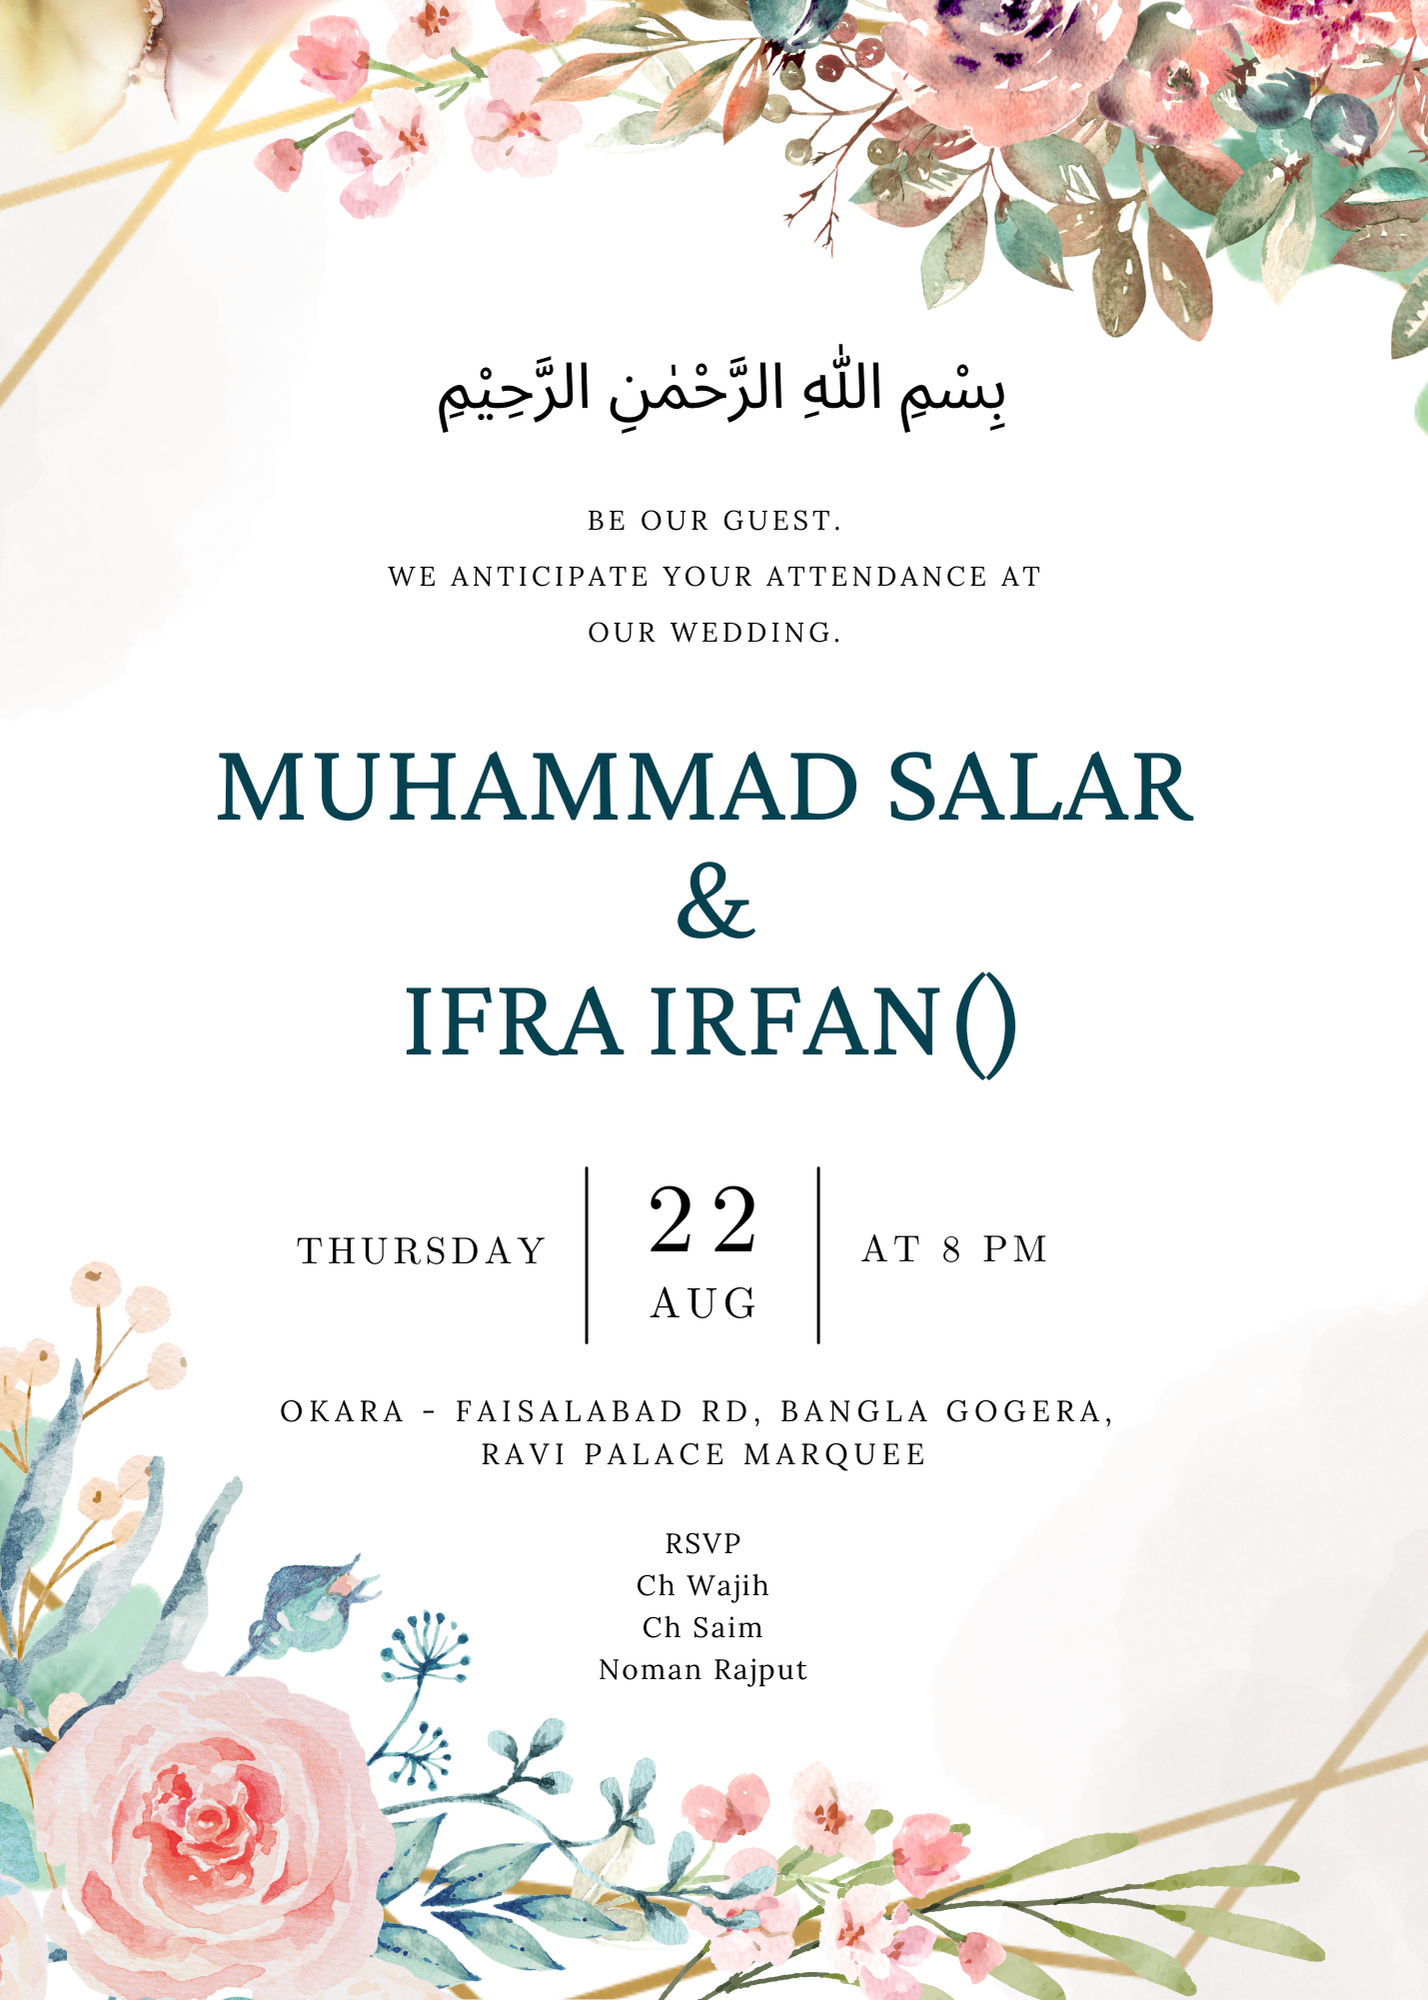 بِسْمِ اللّٰهِ الرَّحْمٰنِ الرَّحِيْمِ
BE OUR GUEST.
WE ANTICIPATE YOUR ATTENDANCE AT
OUR WEDDING.
MUHAMMAD SALAR
&
IFRA IRFAN()
THURSDAY
22
AUG
AT 8 PM
OKARA - FAISALABAD RD, BANGLA GOGERA,
RAVI PALACE MARQUEE
RSVP
Ch Wajih
Ch Saim
Noman Rajput